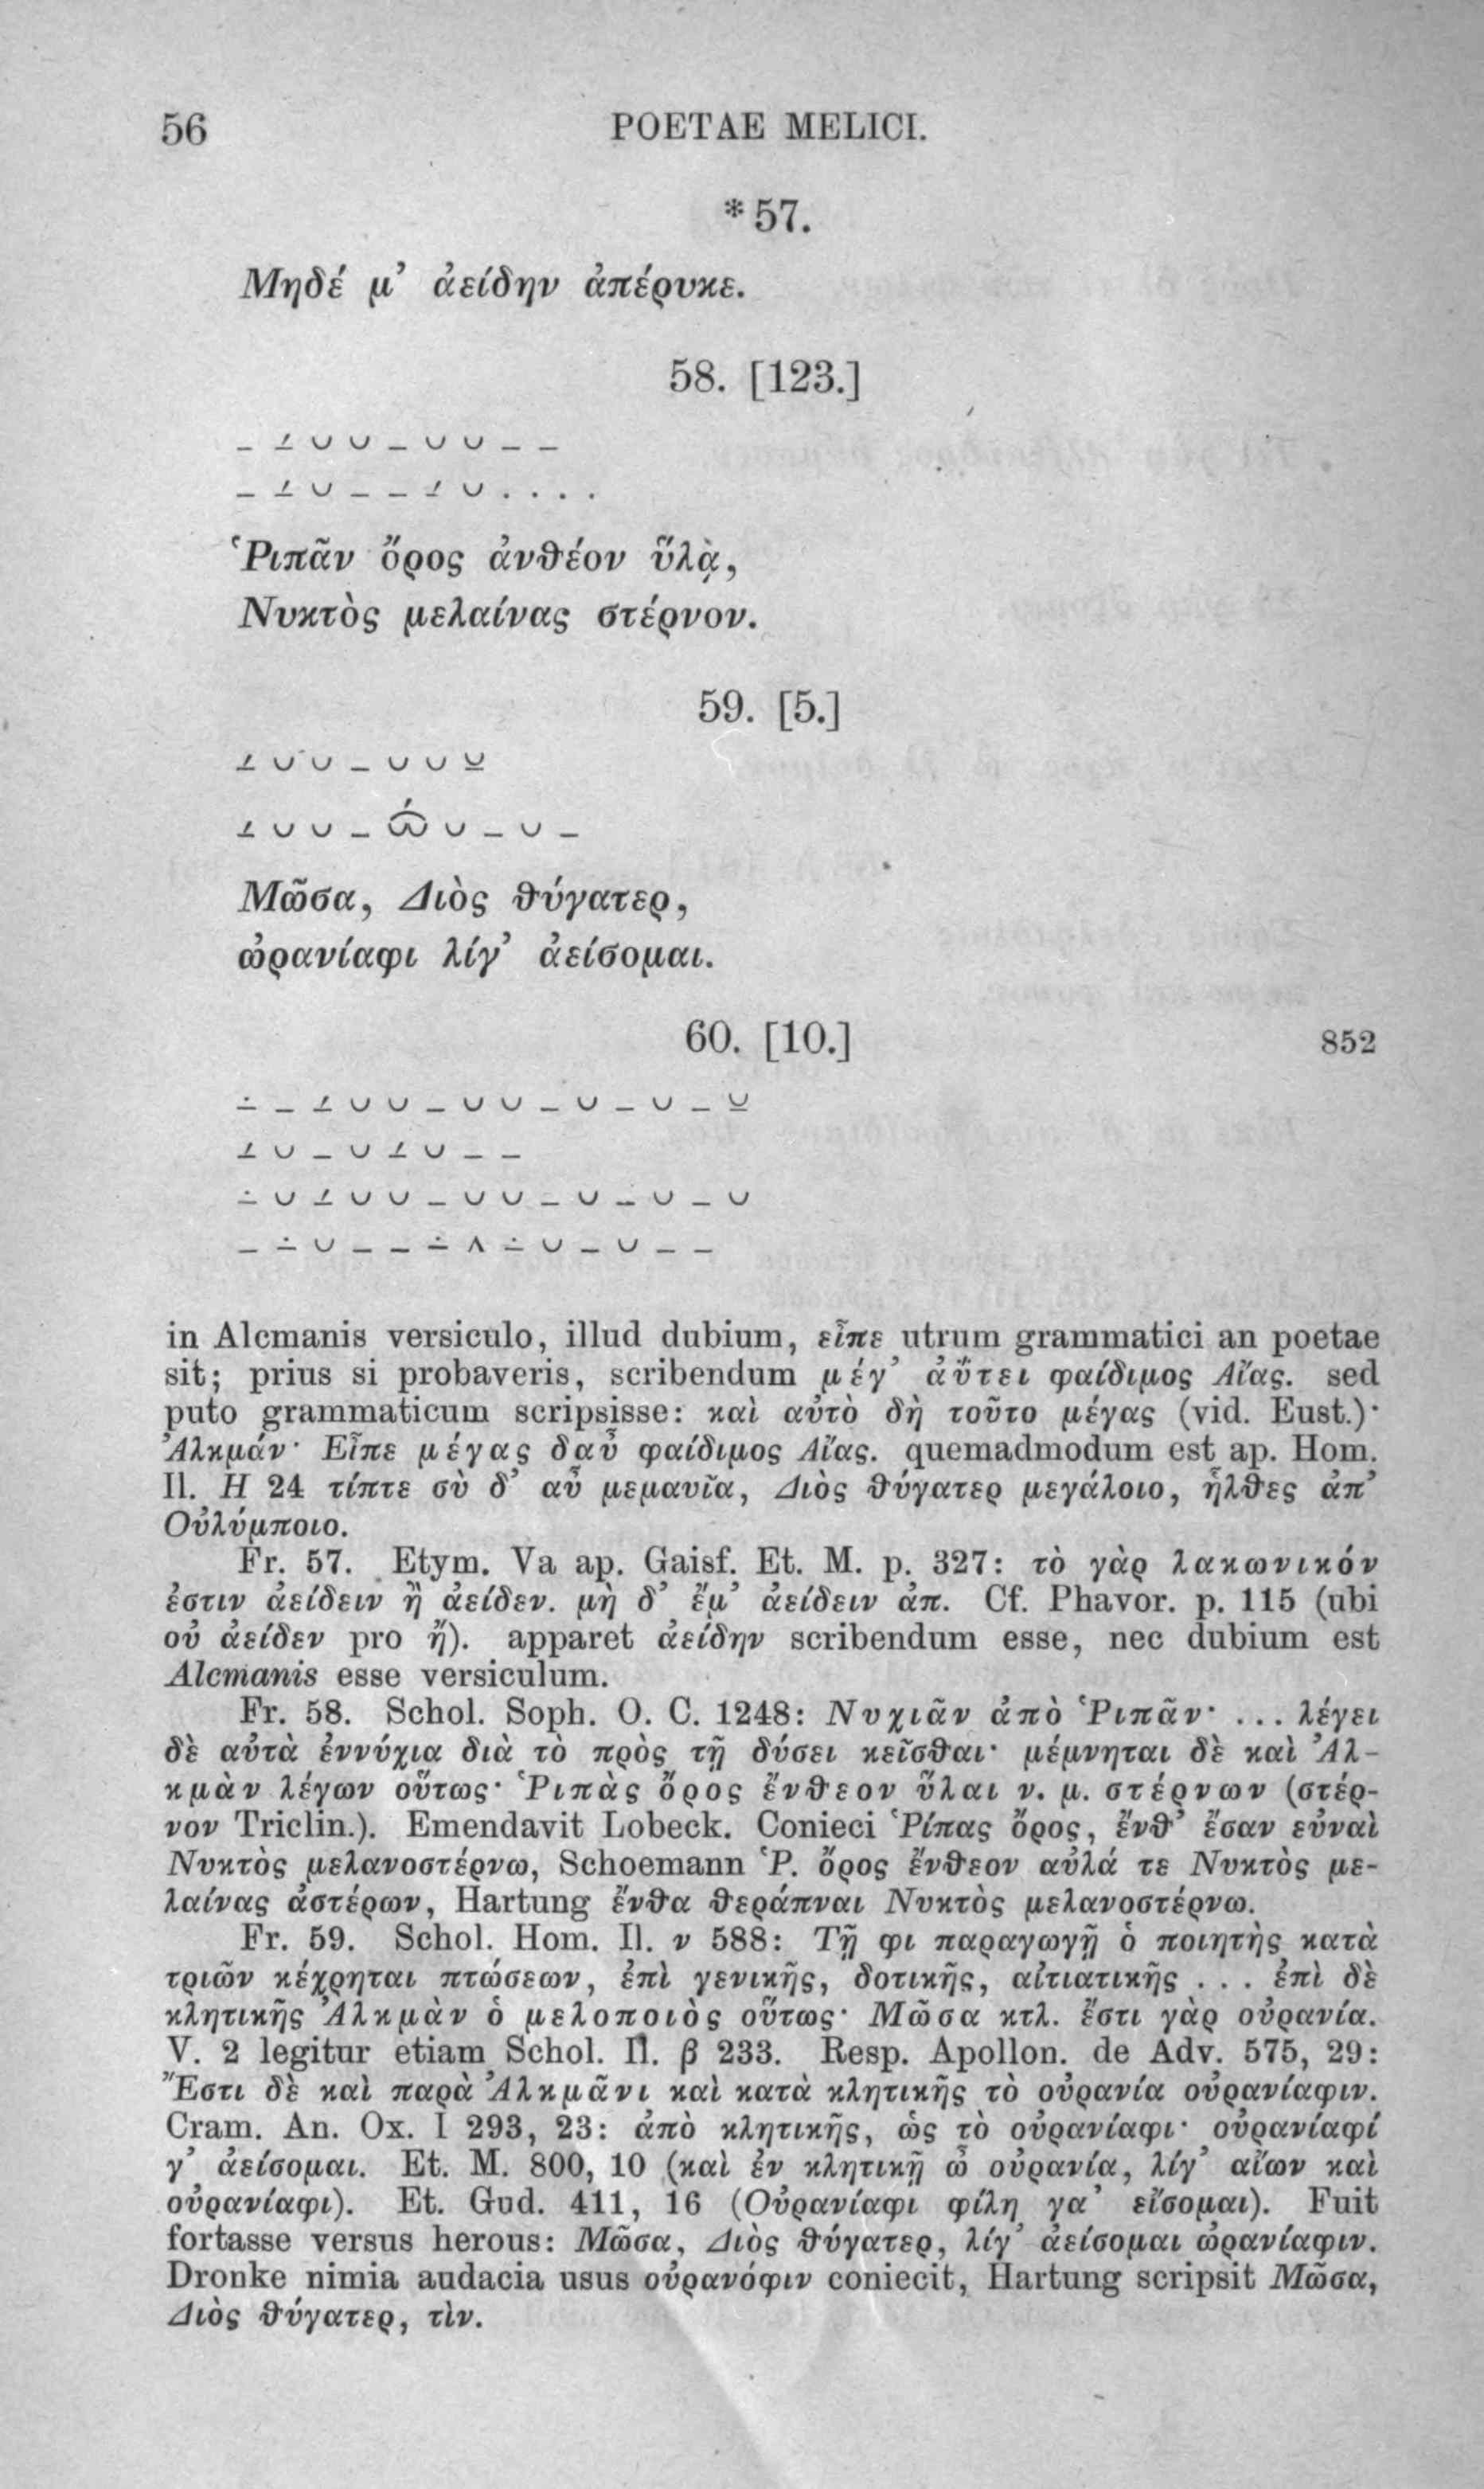 56 POETAE MELICI.
*57.
Μηδέ μ’ ἀείδην ἀπέρυκε.
58. [123.]
_ ⊥́ ∪ ∪ _ ∪ ∪ _ _
_ ⊥́ ∪ _ _ ⊥́ ∪ . . . .
Ῥιπᾶν ὄρος ἀνθέον ὕλᾳ,
Νυκτὸς μελαίνας στέρνον.
59. [5.]
Μῶσα, Διὸς θύγατερ,
ὠρανίαφι λίγ’ ἀείσομαι.
60. [10.] 852
in Alcmanis versiculo, illud dubium, εἶπε utrum grammatici an poetae
sit; prius si probaveris, scribendum μέγ’ ἀΰτει φαίδιμος Αἴας. sed
puto grammaticum scripsisse: καὶ αὐτὸ δὴ τοῦτο μέγας (vid. Eust.)·
Ἀλκμάν· Εἶπε μέγας δαὖ φαίδιμος Αἴας. quemadmodum est ap. Hom.
Il. Η 24 τίπτε σὺ δ’ αὖ μεμαυῖα, Διὸς θύγατερ μεγάλοιο, ἦλθες ἀπ’
Οὐλύμποιο.
Fr. 57. Etym. Va ap. Gaisf. Et. M. p. 327: τὸ γὰρ λακωνικόν
ἐστιν ἀείδειν ἢ ἀείδεν. μὴ δ’ ἔμ’ ἀείδειν ἀπ. Cf. Phavor. p. 115 (ubi
οὐ ἀείδεν pro ἤ). apparet ἀείδην scribendum esse, nec dubium est
Alcmanis esse versiculum.
Fr. 58. Schol. Soph. O. C. 1248: Νυχιᾶν ἀπὸ Ῥιπᾶν· ... λέγει
δὲ αὐτὰ ἐννύχια διὰ τὸ πρὸς τῇ δύσει κεῖσθαι· μέμνηται δὲ καὶ Ἀλ-
κμὰν λέγων οὕτως· Ῥιπὰς ὄρος ἔνθεον ὕλαι ν. μ. στέρνων (στέρ-
νον Triclin.). Emendavit Lobeck. Conieci Ῥίπας ὄρος, ἔνθ’ ἔσαν εὐναὶ
Νυκτὸς μελανοστέρνω, Schoemann Ῥ. ὄρος ἔνθεον αὐλά τε Νυκτὸς με-
λαίνας ἀστέρων, Hartung ἔνθα θεράπναι Νυκτὸς μελανοστέρνω.
Fr. 59. Schol. Hom. Il. ν 588: Τῇ φι παραγωγῇ ὁ ποιητὴς κατὰ
τριῶν κέχρηται πτώσεων, ἐπὶ γενικῆς, δοτικῆς, αἰτιατικῆς . . . ἐπὶ δὲ
κλητικῆς Ἀλκμὰν ὁ μελοποιὸς οὕτως· Μῶσα κτλ. ἔστι γὰρ οὐρανία.
V. 2 legitur etiam Schol. Il. β 233. Resp. Apollon. de Adv. 575, 29:
Ἔστι δὲ καὶ παρὰ Ἀλκμᾶνι καὶ κατὰ κλητικῆς τὸ οὐρανία οὐρανίαφιν.
Cram. An. Ox. I 293, 23: ἀπὸ κλητικῆς, ὡς τὸ οὐρανίαφι· οὐρανίαφί
γ’ ἀείσομαι. Et. M. 800, 10 (καὶ ἐν κλητικῇ ὦ οὐρανία, λίγ’ αἴων καὶ
οὐρανίαφι). Et. Gud. 411, 16 (Οὐρανίαφι φίλη γα’ εἴσομαι). Fuit
fortasse versus herous: Μῶσα, Διὸς θύγατερ, λίγ’ ἀείσομαι ὠρανίαφιν.
Dronke nimia audacia usus οὐρανόφιν coniecit, Hartung scripsit Μῶσα,
Διὸς θύγατερ, τὶν.